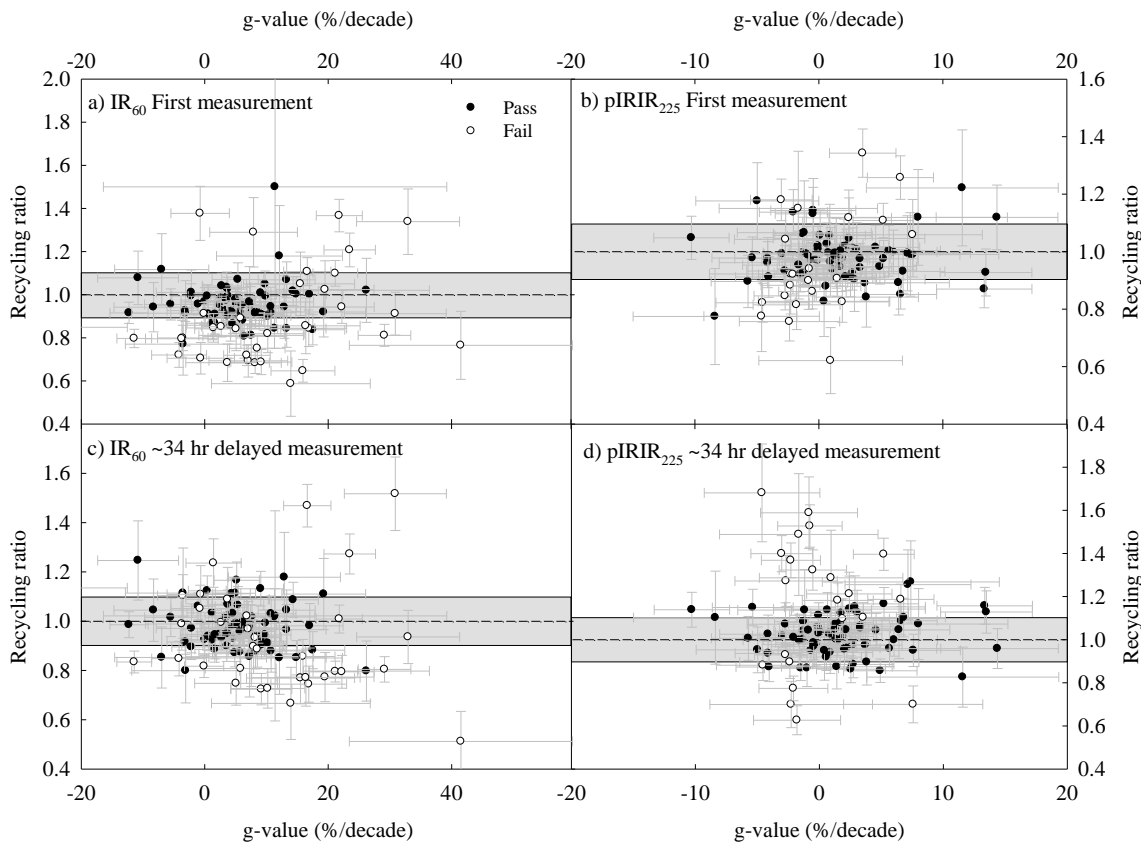 g-value (%/decade) g-value (%/decade)
-20 0 20 40 -10 0 10 20
2.0 1.6
a) IR₆₀ First measurement b) pIRIR₂₂₅ First measurement
Pass
Fail
1.8
1.4
1.6
1.2
1.4
1.2 1.0
1.0
0.8
0.8
0.6
0.6
0.4 0.4
Recycling ratio Recycling ratio
c) IR₆₀ ~34 hr delayed measurement d) pIRIR₂₂₅ ~34 hr delayed measurement
1.8
1.6
1.6
1.4
1.4
1.2
1.2
1.0 1.0
0.8 0.8
0.6 0.6
0.4 0.4
Recycling ratio Recycling ratio
-20 0 20 40 -20 -10 0 10 20
g-value (%/decade) g-value (%/decade)